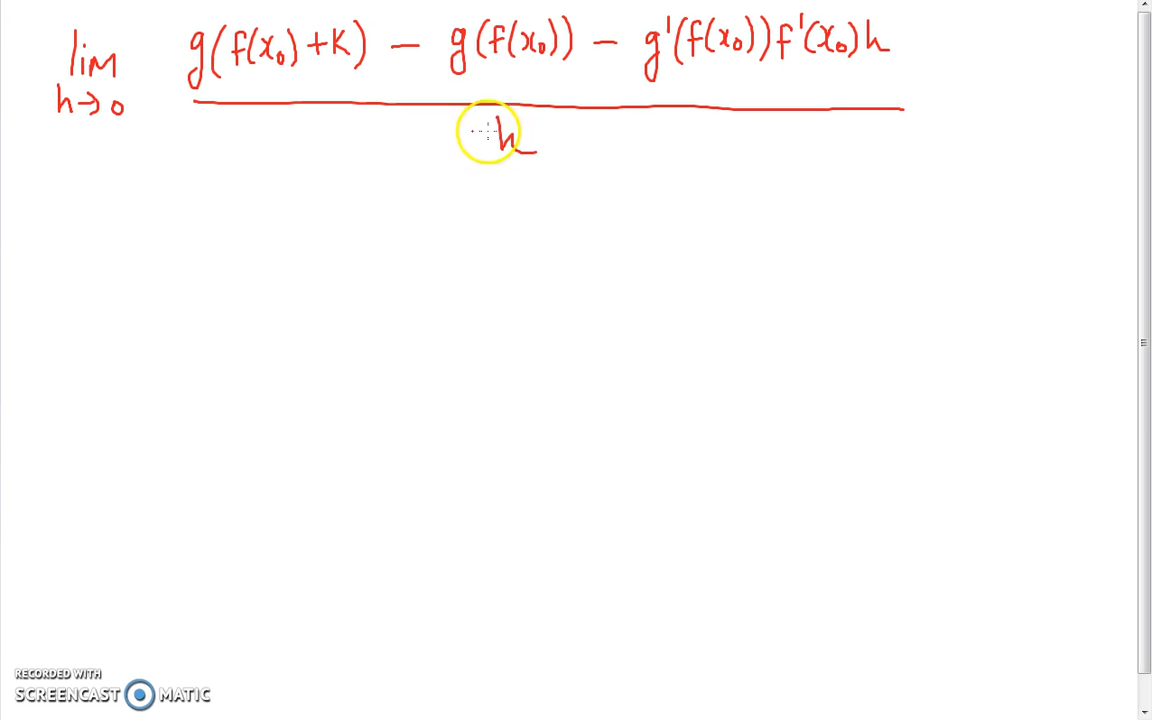 lim g(f(x₀)+K) − g(f(x₀)) − g'(f(x₀))f'(x₀)h
h→0
h
RECORDED WITH
SCREENCAST MATIC